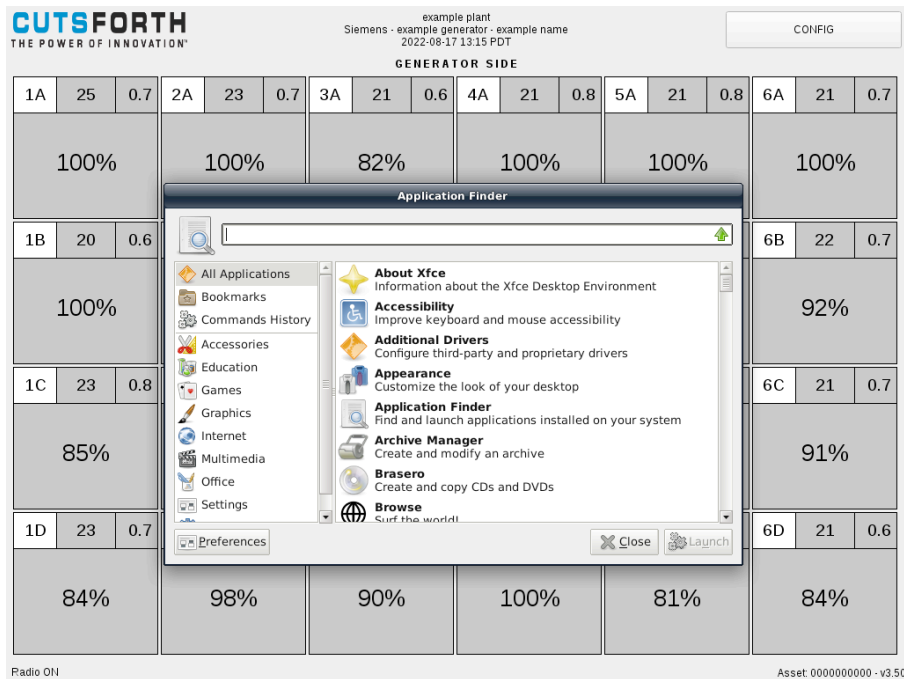 CUTSFORTH
THE POWER OF INNOVATION"
example plant
Siemens - example generator - example name
2022-08-17 13:15 PDT
CONFIG
GENERATOR SIDE
1A 25 0.7 2A 23 0.7 3A 21 0.6 4A 21 0.8 5A 21 0.8 6A 21 0.7
100% 100% 82% 100% 100% 100%
Application Finder
1B 20 0.6
100%
6B 22 0.7
92%
1C 23 0.8
85%
6C 21 0.7
91%
All Applications
Bookmarks
Commands History
Accessories
Education
Games
Graphics
Internet
Multimedia
Office
Settings
About Xfce
Information about the Xfce Desktop Environment
Accessibility
Improve keyboard and mouse accessibility
Additional Drivers
Configure third-party and proprietary drivers
Appearance
Customize the look of your desktop
Application Finder
Find and launch applications installed on your system
Archive Manager
Create and modify an archive
Brasero
Create and copy CDs and DVDs
Browse
Surf the world!
Preferences
Close
Launch
1D 23 0.7
6D 21 0.6
84% 98% 90% 100% 81% 84%
Radio ON
Asset: 0000000000 - v3.50